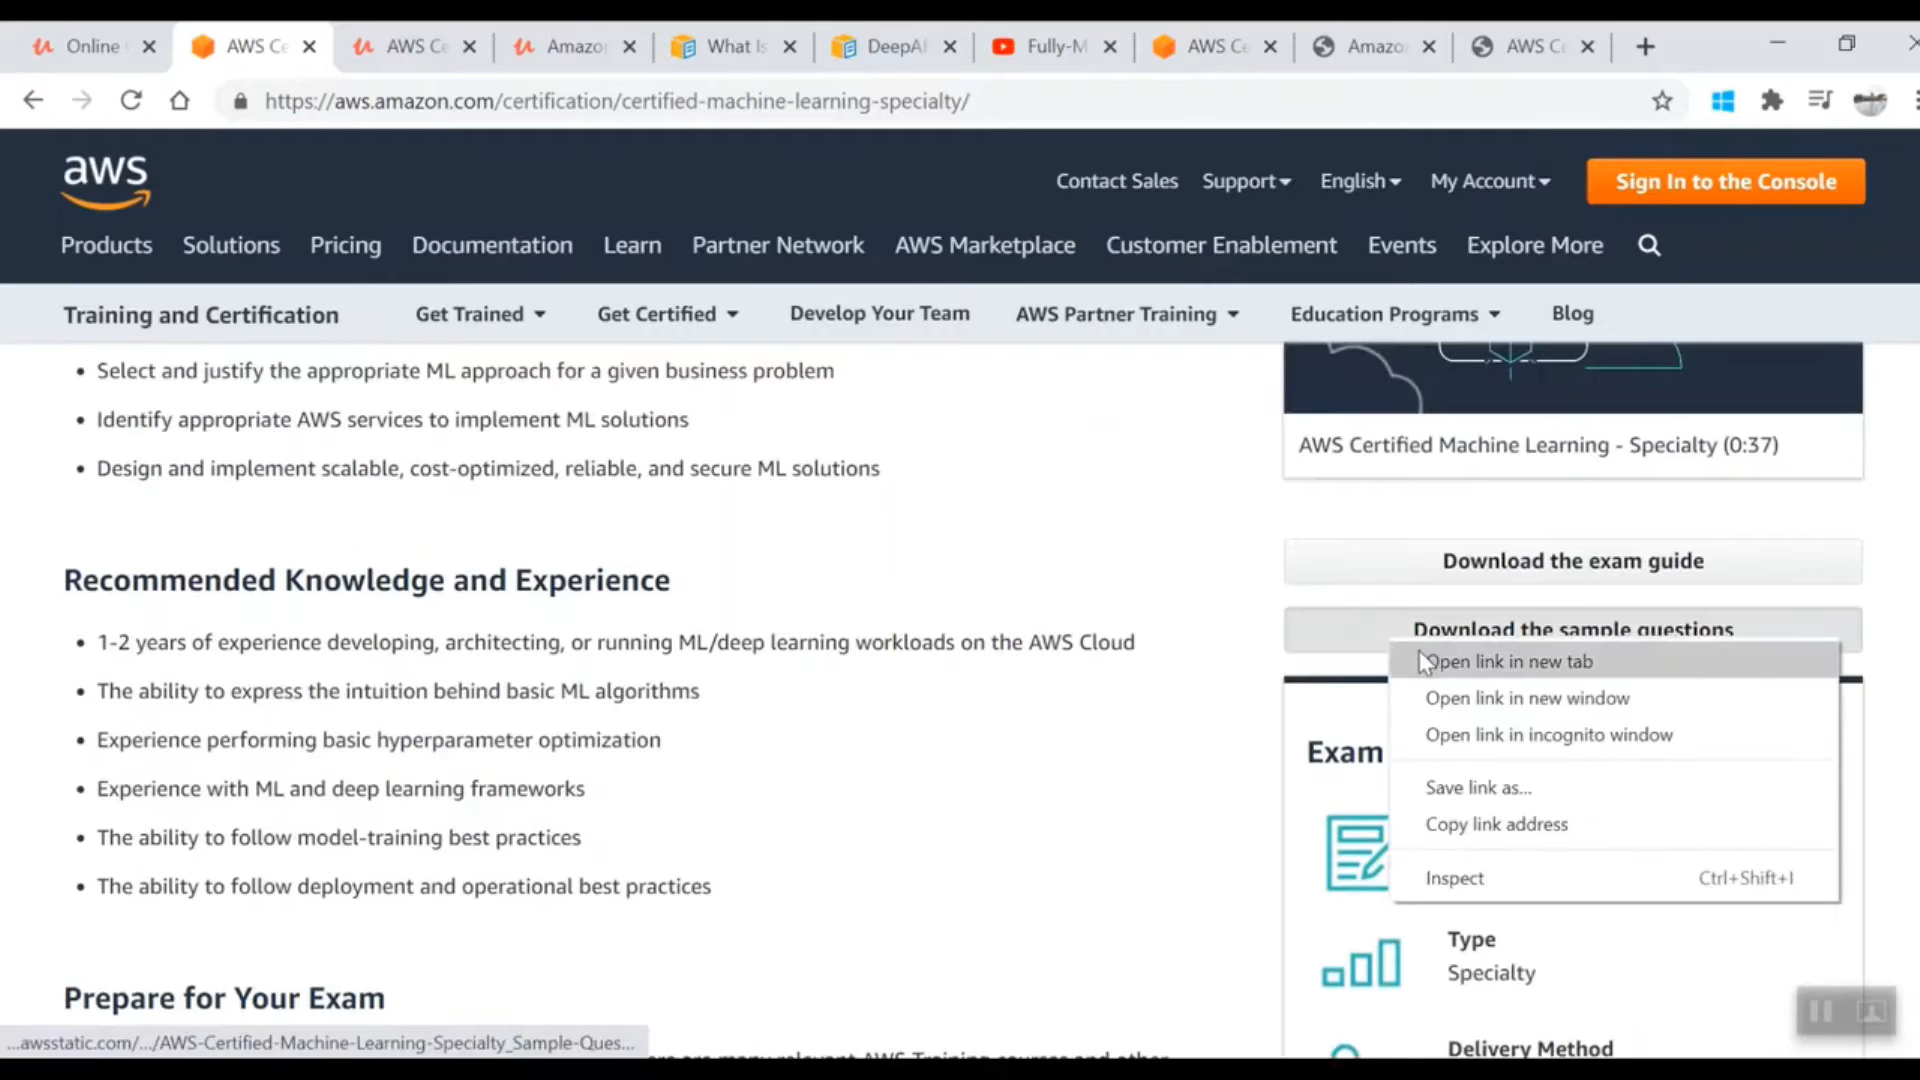 Online
AWS Ce
AWS Ce
Amazo
What Is
DeepA
Fully-M
AWS Ce
Amazo
AWS C
https://aws.amazon.com/certification/certified-machine-learning-specialty/
aws
Contact Sales
Support
English
My Account
Sign In to the Console
Products
Solutions
Pricing
Documentation
Learn
Partner Network
AWS Marketplace
Customer Enablement
Events
Explore More
Training and Certification
Get Trained
Get Certified
Develop Your Team
AWS Partner Training
Education Programs
Blog
• Select and justify the appropriate ML approach for a given business problem
• Identify appropriate AWS services to implement ML solutions
• Design and implement scalable, cost-optimized, reliable, and secure ML solutions
Recommended Knowledge and Experience
• 1-2 years of experience developing, architecting, or running ML/deep learning workloads on the AWS Cloud
• The ability to express the intuition behind basic ML algorithms
• Experience performing basic hyperparameter optimization
• Experience with ML and deep learning frameworks
• The ability to follow model-training best practices
• The ability to follow deployment and operational best practices
Prepare for Your Exam
...awsstatic.com/.../AWS-Certified-Machine-Learning-Specialty_Sample-Ques...
ere are many relevant AWS Training courses and other
AWS Certified Machine Learning - Specialty (0:37)
Download the exam guide
Download the sample questions
Open link in new tab
Open link in new window
Open link in incognito window
Save link as...
Copy link address
Inspect Ctrl+Shift+I
Exam
Type
Specialty
Delivery Method